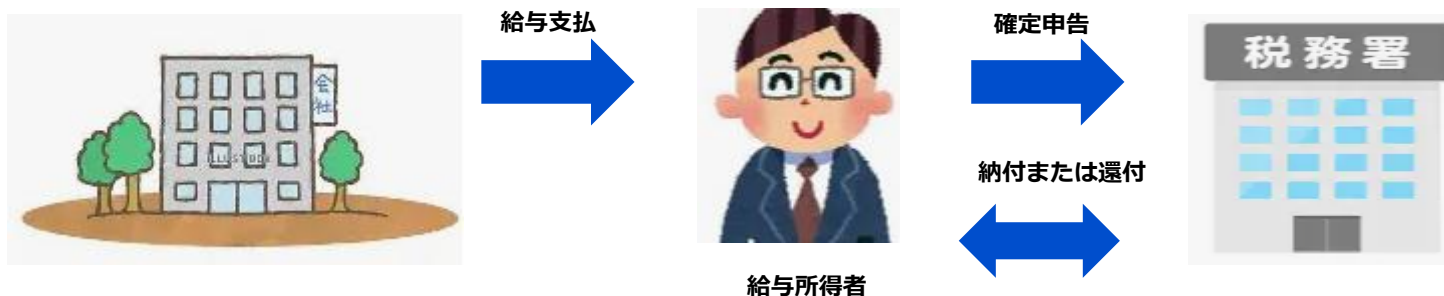 給与支払
確定申告
税務署
会社
納付または還付
給与所得者